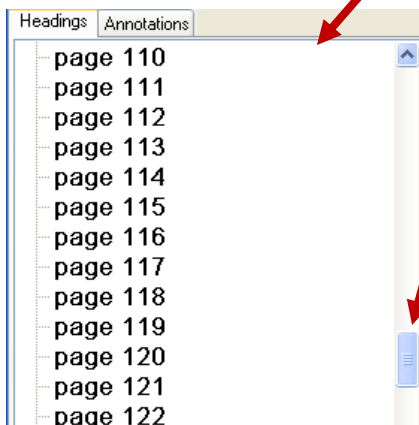 Headings Annotations
page 110
page 111
page 112
page 113
page 114
page 115
page 116
page 117
page 118
page 119
page 120
page 121
page 122